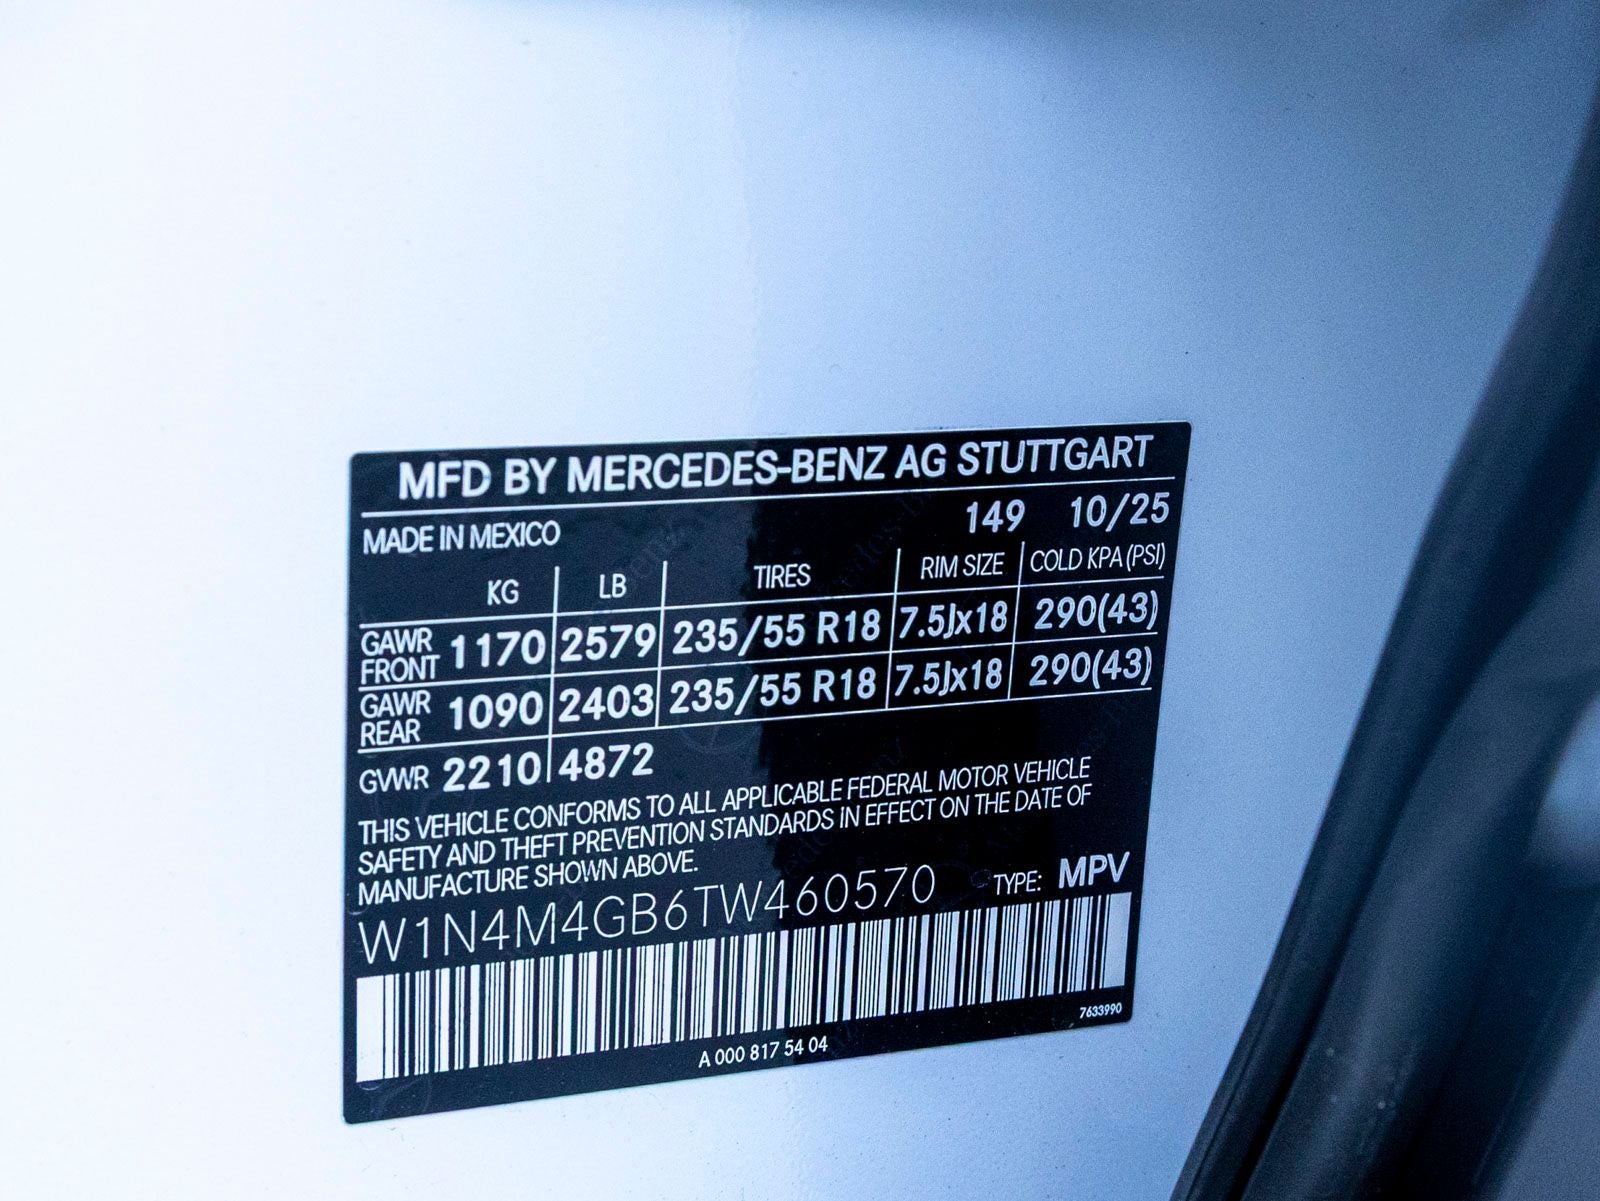 MFD BY MERCEDES-BENZ AG STUTTGART
MADE IN MEXICO 149 10/25
KG LB TIRES RIM SIZE COLD KPA (PSI)
GAWR FRONT 1170 2579 235/55 R18 7.5Jx18 290(43)
GAWR REAR 1090 2403 235/55 R18 7.5Jx18 290(43)
GVWR 2210 4872
THIS VEHICLE CONFORMS TO ALL APPLICABLE FEDERAL MOTOR VEHICLE
SAFETY AND THEFT PREVENTION STANDARDS IN EFFECT ON THE DATE OF
MANUFACTURE SHOWN ABOVE.
W1N4M4GB6TW460570 TYPE: MPV
7633990
A 000 817 54 04